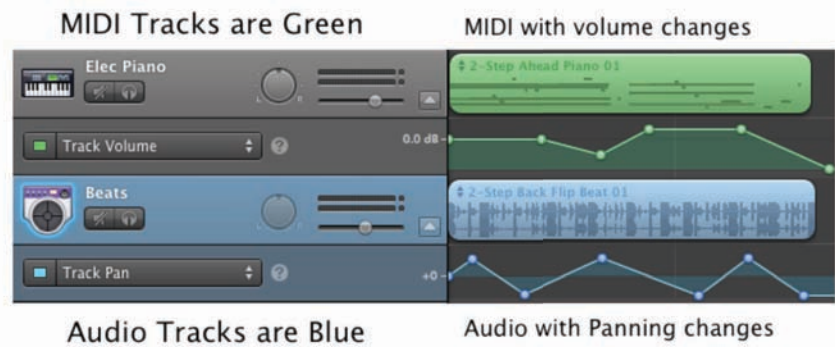 MIDI Tracks are Green
MIDI with volume changes
Elec Piano
L R
2-Step Ahead Piano 01
Track Volume
?
0.0 dB
Beats
2-Step Back Flip Beat 01
Track Pan
?
+0
Audio Tracks are Blue
Audio with Panning changes